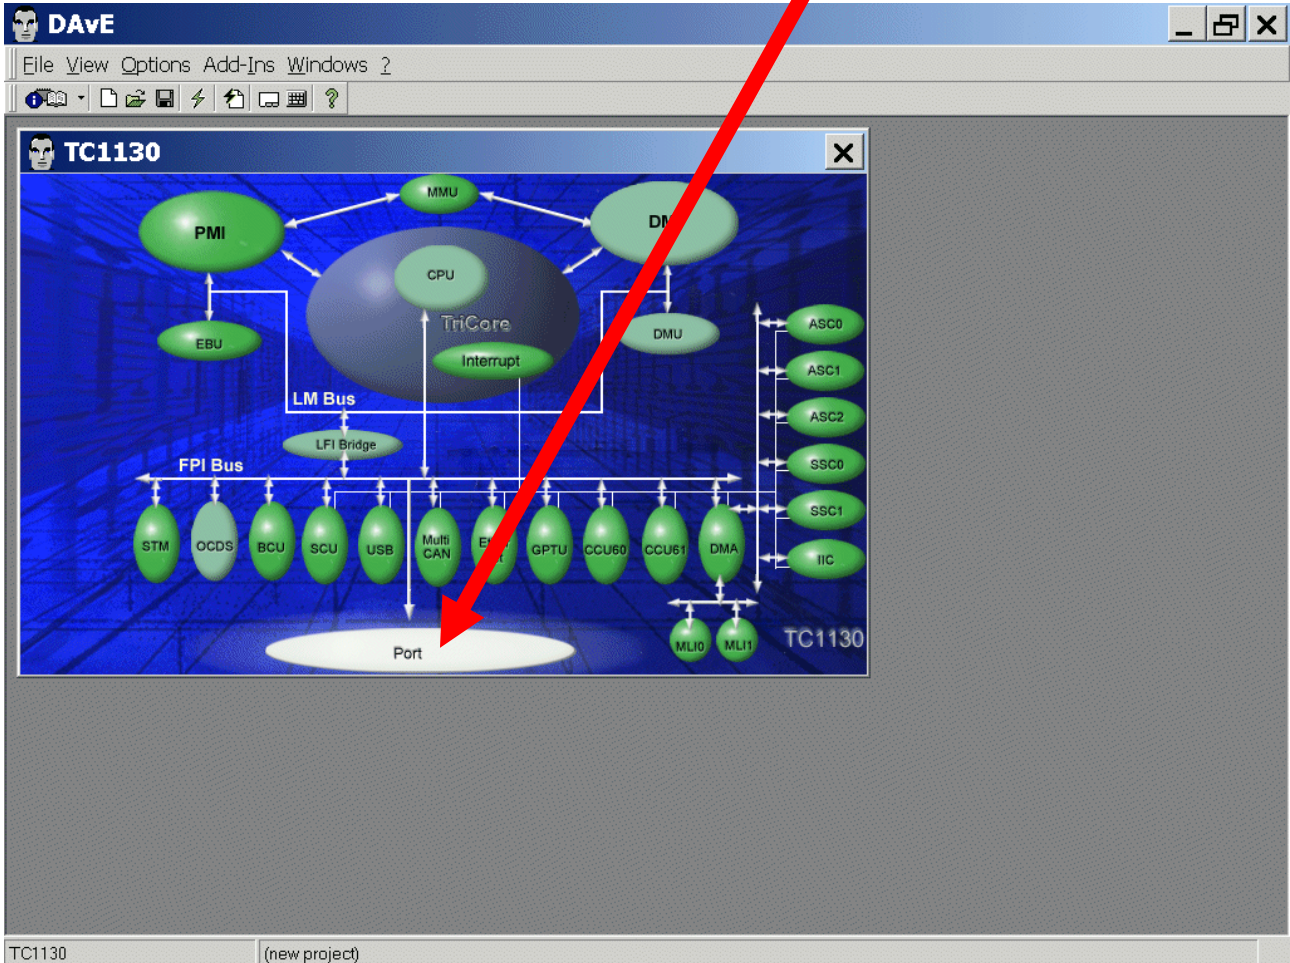 DAvE
File View Options Add-Ins Windows ?
TC1130
MMU
PMI
CPU
TriCore
EBU
DMU
Interrupt
ASC0
ASC1
LM Bus
ASC2
LFI Bridge
FPI Bus
SSC0
SSC1
STM OCDS BCU SCU USB Multi CAN GPTU CCU60 CCU61 DMA
IIC
Port
MLI0 MLI1 TC1130
TC1130 (new project)